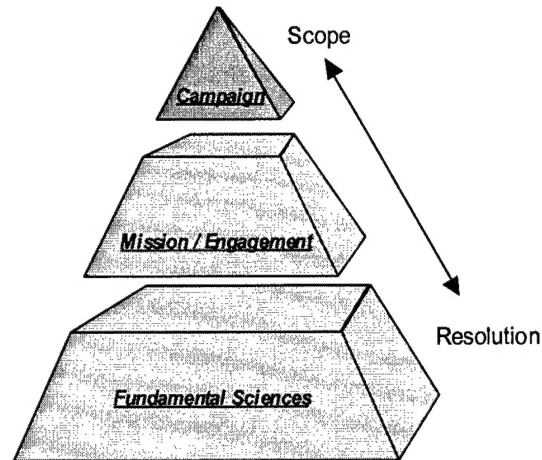 Scope
Campaign
Mission / Engagement
Resolution
Fundamental Sciences